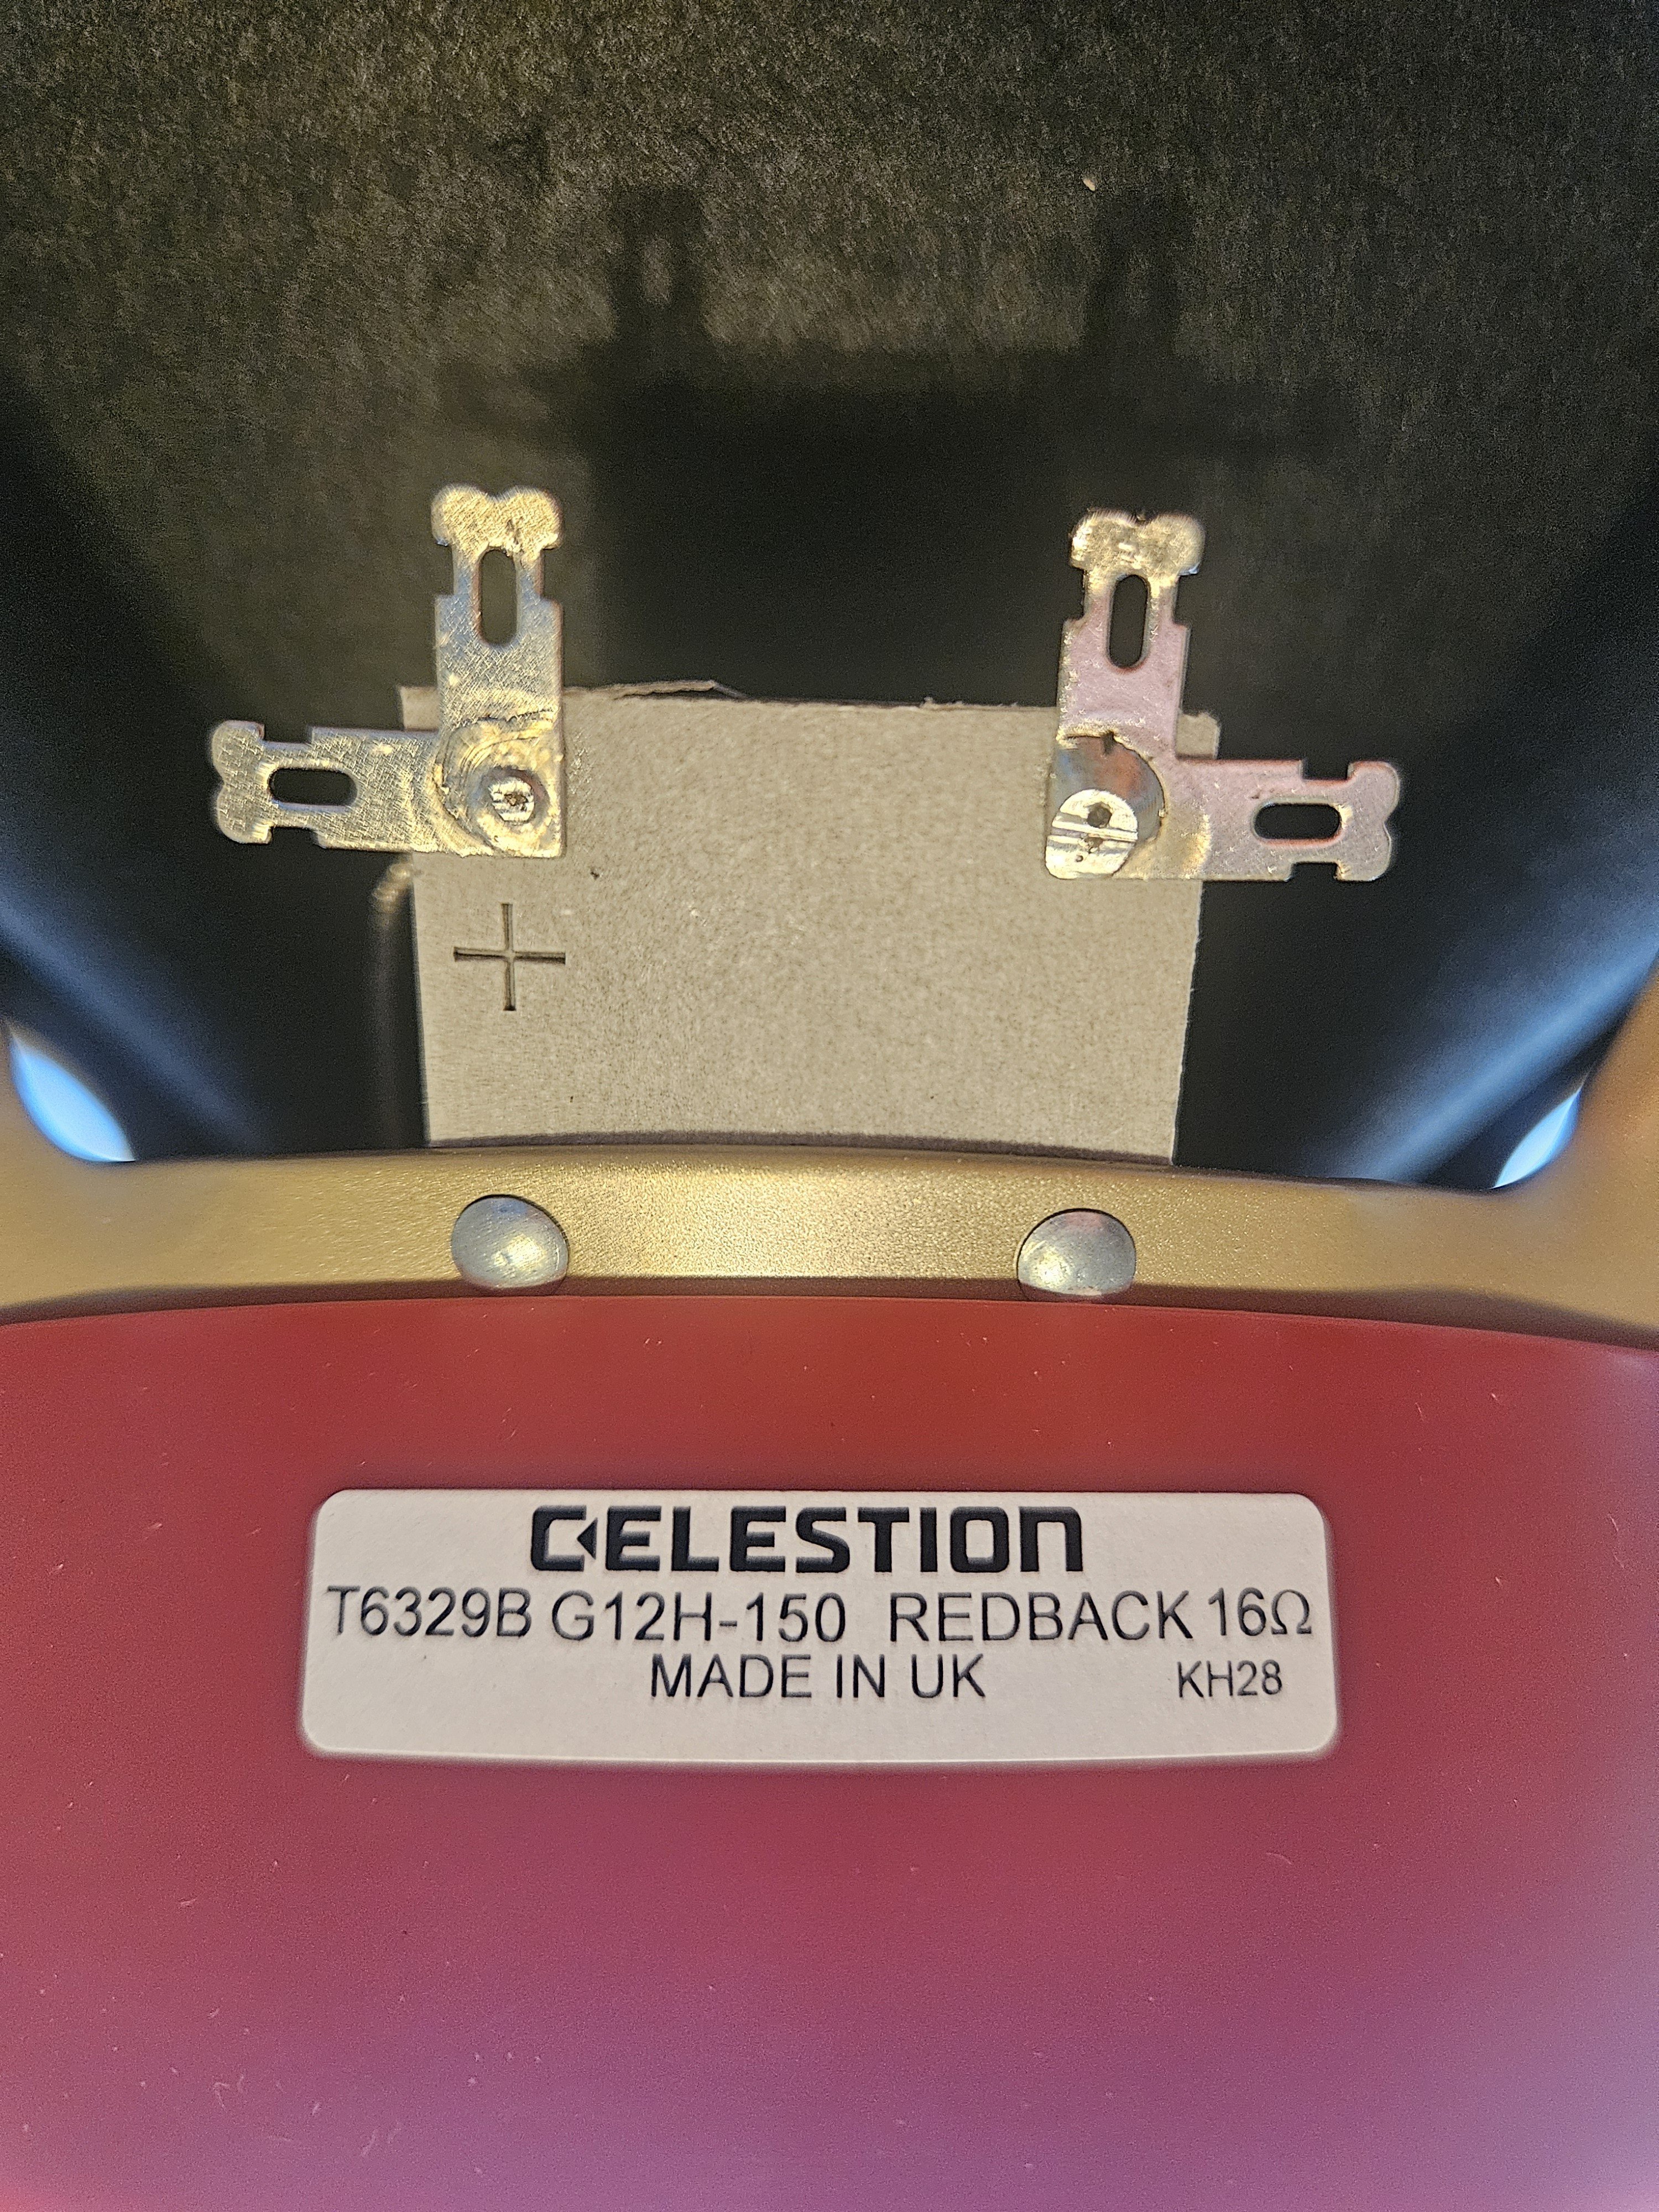 +
CELESTION
T6329B G12H-150 REDBACK 16Ω
MADE IN UK KH28